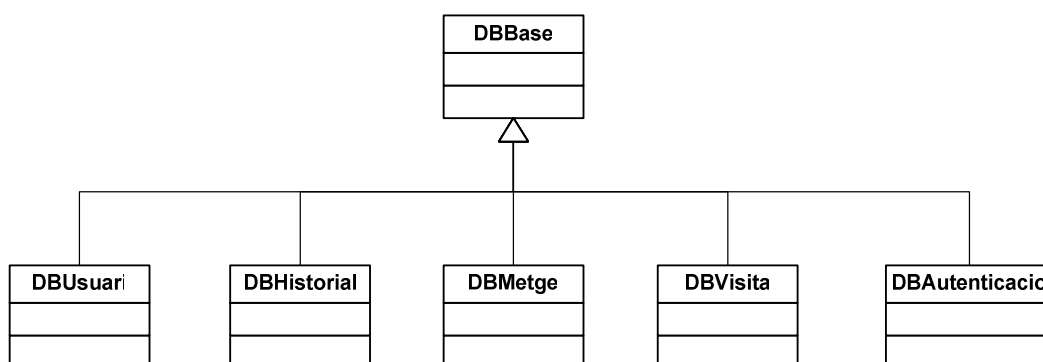 DBBase
DBUsuari
DBHistorial
DBMetge
DBVisita
DBAutenticacio